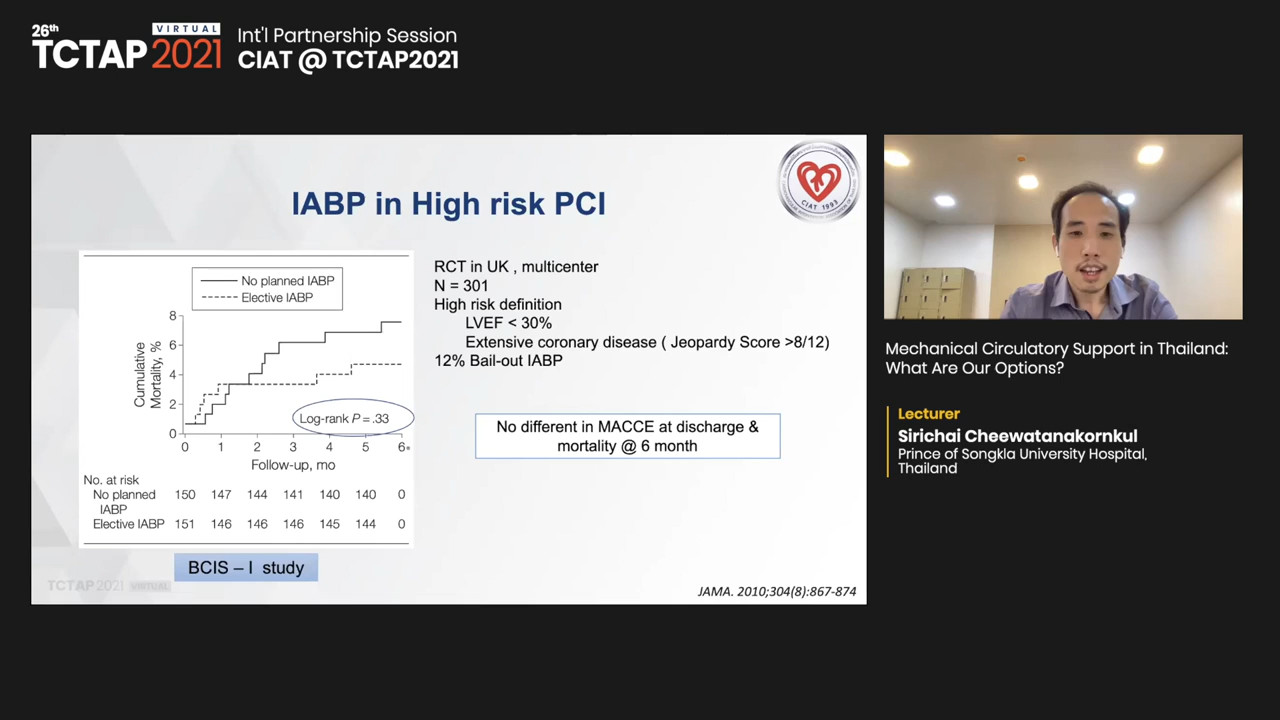 26th
VIRTUAL
TCTAP 2021
Int'l Partnership Session
CIAT @ TCTAP2021
IABP in High risk PCI
CIAT 1993
No planned IABP
Elective IABP
8
6
4
2
0
Cumulative
Mortality, %
Log-rank P = .33
0 1 2 3 4 5 6*
Follow-up, mo
No. at risk
No planned 150 147 144 141 140 140 0
IABP
Elective IABP 151 146 146 146 145 144 0
BCIS – I study
RCT in UK , multicenter
N = 301
High risk definition
LVEF < 30%
Extensive coronary disease ( Jeopardy Score >8/12)
12% Bail-out IABP
No different in MACCE at discharge &
mortality @ 6 month
TCTAP 2021 VIRTUAL
JAMA. 2010;304(8):867-874
Mechanical Circulatory Support in Thailand:
What Are Our Options?
Lecturer
Sirichai Cheewatanakornkul
Prince of Songkla University Hospital,
Thailand